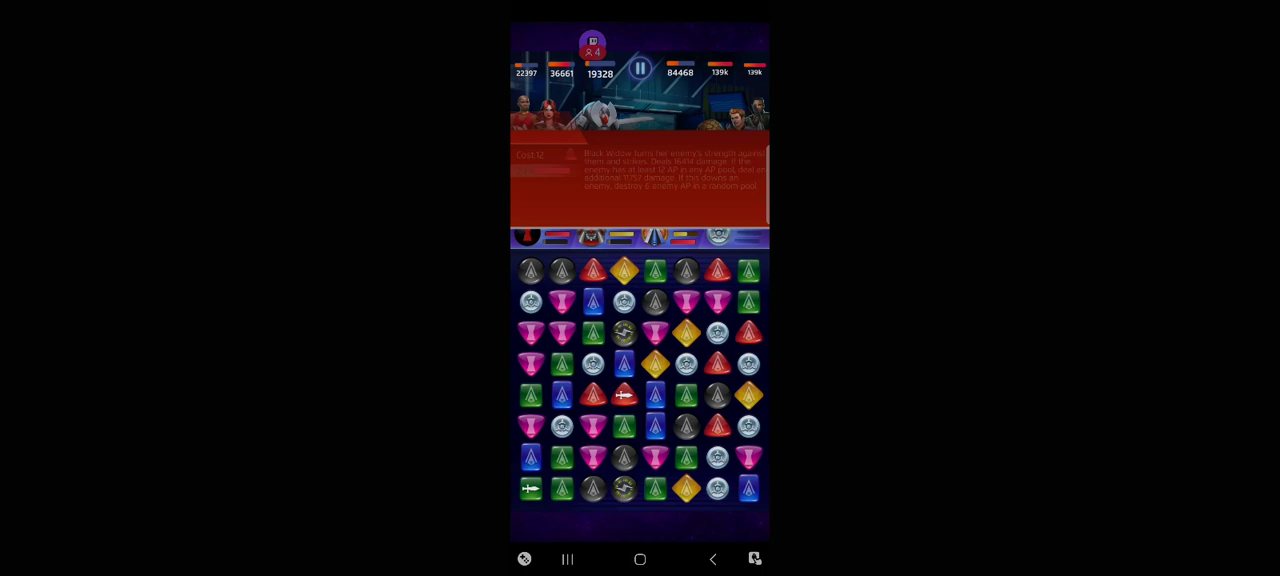 4
22397 36661 19328 84468 139k 139k
Cost 12
Black Widow turns her enemy's strength against
them and strikes. Deals 16414 damage. If the
enemy has at least 12 AP in any AP pool, deal an
additional 11757 damage. If this downs an
enemy, destroy 6 enemy AP in a random pool